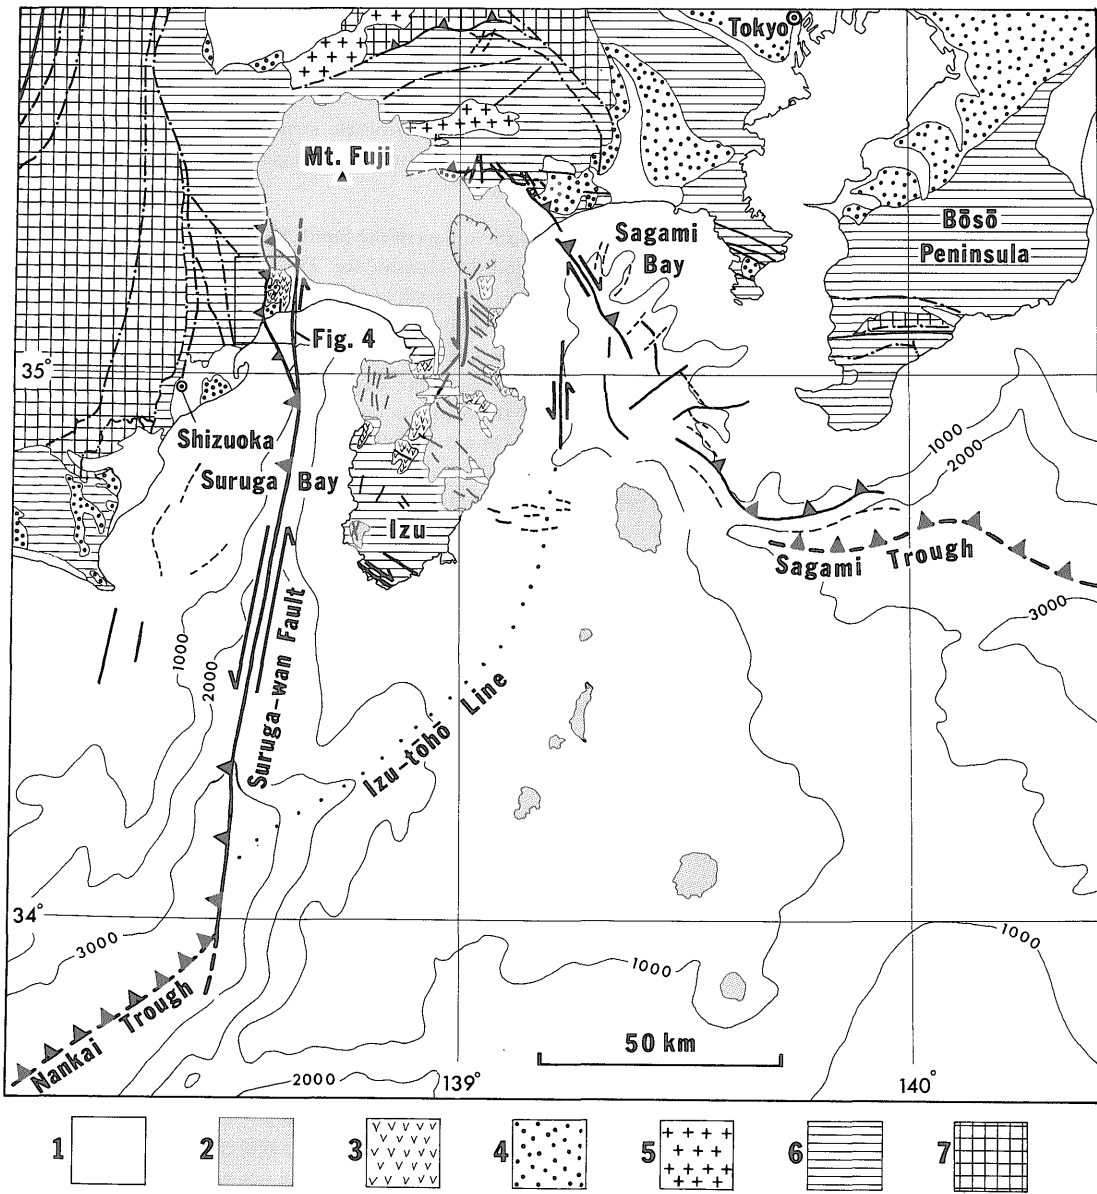 Tokyo
Mt. Fuji
Sagami
Bay
Bōsō
Peninsula
Fig. 4
35°
Shizuoka
Suruga Bay
1000
2000
Izu
Sagami Trough
3000
1000
2000
Suruga-wan Fault
Izu-tōhō Line
34°
3000
1000
1000
Nankai Trough
50 km
2000
139°
140°
1
2
3
4
5
6
7